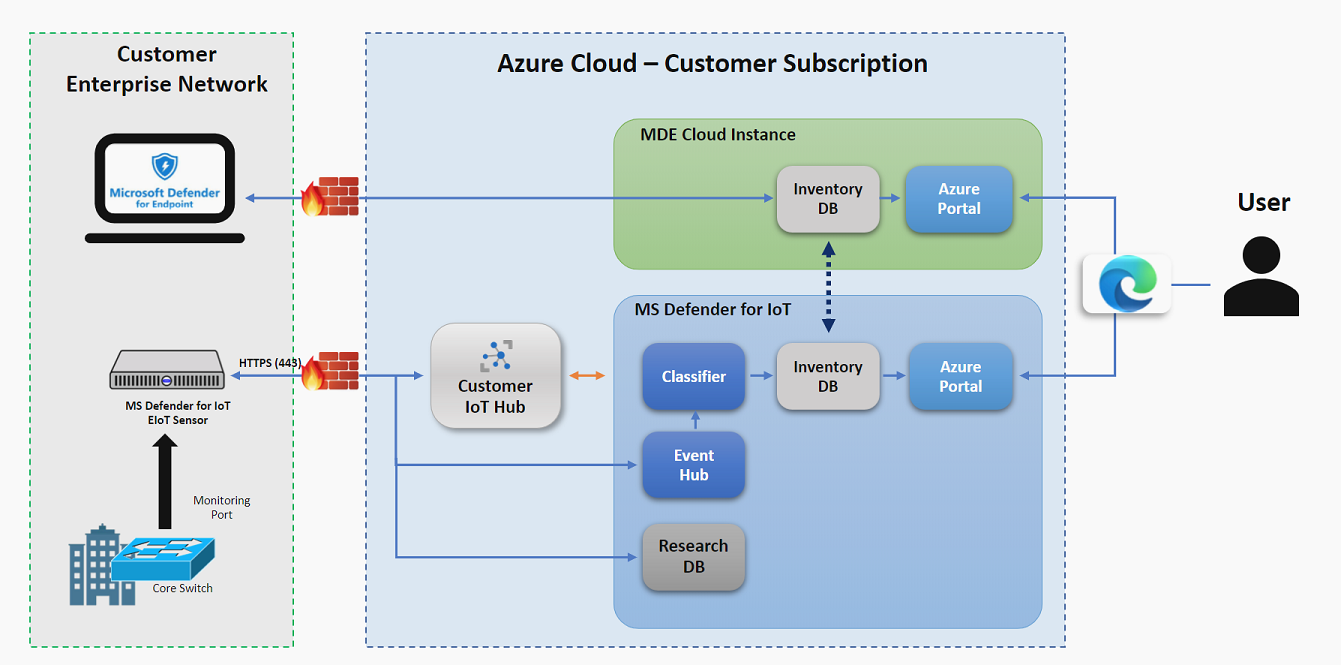 Customer
Enterprise Network
Microsoft Defender
for Endpoint
HTTPS (443)
MS Defender for IoT
EIoT Sensor
Monitoring
Port
Core Switch
Azure Cloud – Customer Subscription
MDE Cloud Instance
Inventory
DB
Azure
Portal
Customer
IoT Hub
MS Defender for IoT
Classifier
Inventory
DB
Azure
Portal
Event
Hub
Research
DB
User